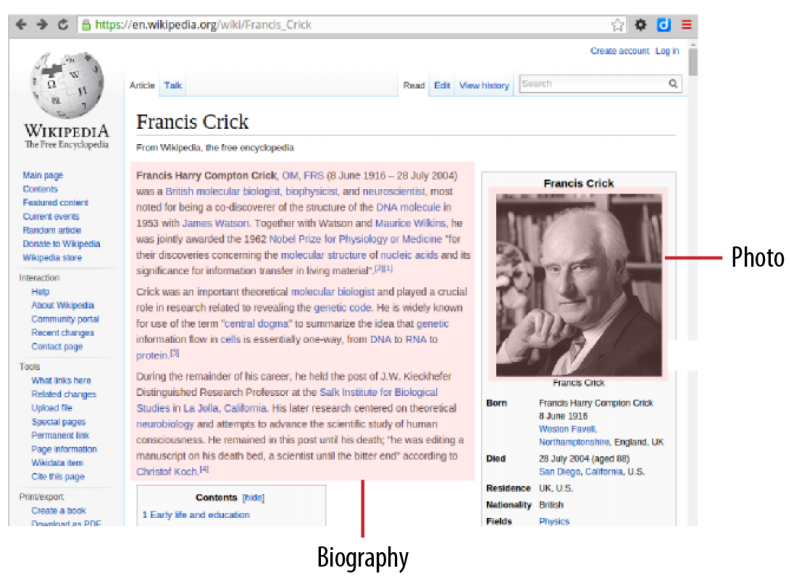 https://en.wikipedia.org/wiki/Francis_Crick
Create account Log in
Article Talk Read Edit View history Search
WIKIPEDIA
The Free Encyclopedia
Main page
Contents
Featured content
Current events
Random article
Donate to Wikipedia
Wikipedia store
Interaction
Help
About Wikipedia
Community portal
Recent changes
Contact page
Tools
What links here
Related changes
Upload file
Special pages
Permanent link
Page information
Wikidata item
Cite this page
Print/export
Create a book
Download as PDF
Francis Crick
From Wikipedia, the free encyclopedia
Francis Harry Compton Crick, OM, FRS (8 June 1916 – 28 July 2004)
was a British molecular biologist, biophysicist, and neuroscientist, most
noted for being a co-discoverer of the structure of the DNA molecule in
1953 with James Watson. Together with Watson and Maurice Wilkins, he
was jointly awarded the 1962 Nobel Prize for Physiology or Medicine "for
their discoveries concerning the molecular structure of nucleic acids and its
significance for information transfer in living material".[2][1]
Crick was an important theoretical molecular biologist and played a crucial
role in research related to revealing the genetic code. He is widely known
for use of the term "central dogma" to summarize the idea that genetic
information flow in cells is essentially one-way, from DNA to RNA to
protein.[3]
During the remainder of his career, he held the post of J.W. Kieckhefer
Distinguished Research Professor at the Salk Institute for Biological
Studies in La Jolla, California. His later research centered on theoretical
neurobiology and attempts to advance the scientific study of human
consciousness. He remained in this post until his death; "he was editing a
manuscript on his death bed, a scientist until the bitter end" according to
Christof Koch.[4]
Contents [hide]
1 Early life and education
Francis Crick
Francis Crick
Born Francis Harry Compton Crick
8 June 1916
Weston Favell,
Northamptonshire, England, UK
Died 28 July 2004 (aged 88)
San Diego, California, U.S.
Residence UK, U.S.
Nationality British
Fields Physics
Photo
Biography